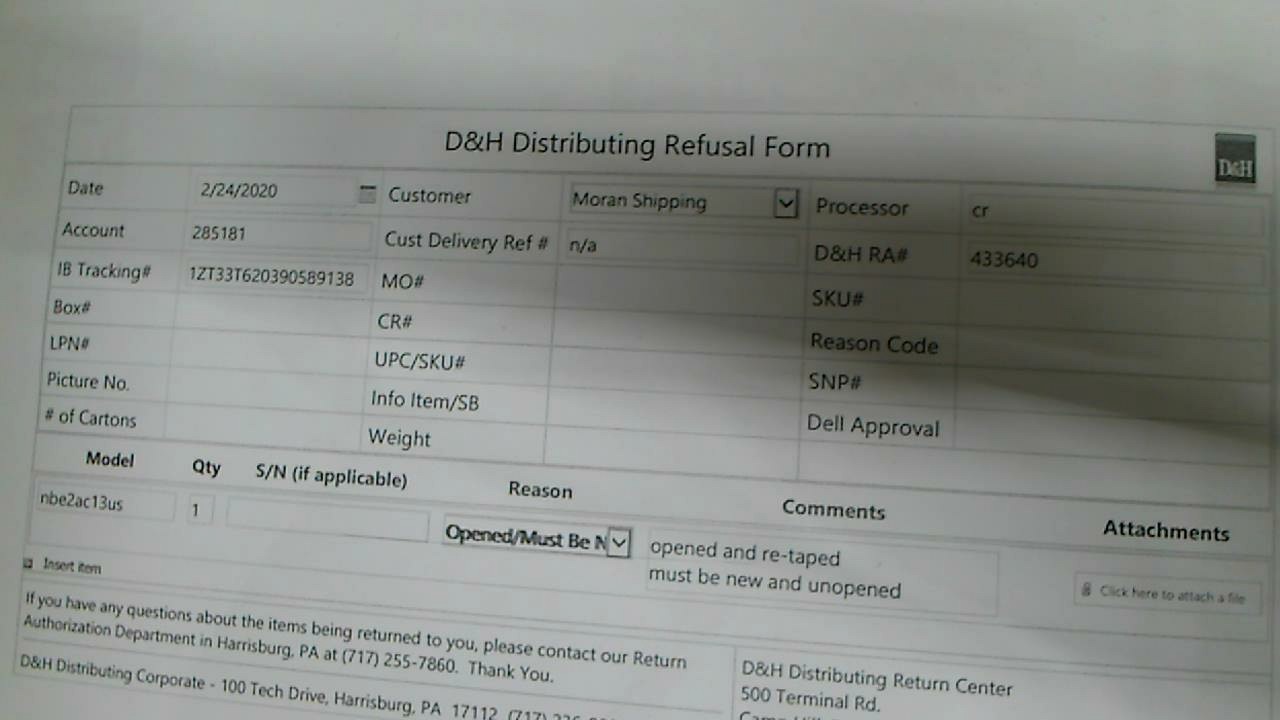 D&H Distributing Refusal Form
D&H
Date 2/24/2020 Customer Moran Shipping Processor cr
Account 285181 Cust Delivery Ref # n/a D&H RA# 433640
IB Tracking# 1ZT33T620390589138 MO# SKU#
Box# CR# Reason Code
LPN# UPC/SKU# SNP#
Picture No. Info Item/SB Dell Approval
# of Cartons Weight
Model Qty S/N (if applicable) Reason Comments Attachments
nbe2ac13us 1 Opened/Must Be N opened and re-taped
must be new and unopened
Click here to attach a file
Insert item
If you have any questions about the items being returned to you, please contact our Return
Authorization Department in Harrisburg, PA at (717) 255-7860. Thank You.
D&H Distributing Corporate - 100 Tech Drive, Harrisburg, PA 17112 (717)
D&H Distributing Return Center
500 Terminal Rd.